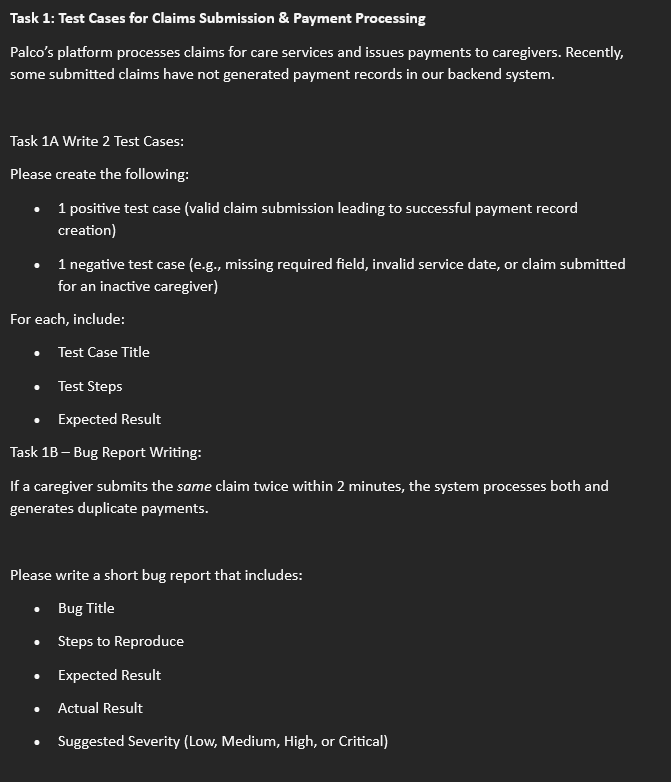 Task 1: Test Cases for Claims Submission & Payment Processing
Palco’s platform processes claims for care services and issues payments to caregivers. Recently,
some submitted claims have not generated payment records in our backend system.
Task 1A Write 2 Test Cases:
Please create the following:
• 1 positive test case (valid claim submission leading to successful payment record
creation)
• 1 negative test case (e.g., missing required field, invalid service date, or claim submitted
for an inactive caregiver)
For each, include:
• Test Case Title
• Test Steps
• Expected Result
Task 1B – Bug Report Writing:
If a caregiver submits the same claim twice within 2 minutes, the system processes both and
generates duplicate payments.
Please write a short bug report that includes:
• Bug Title
• Steps to Reproduce
• Expected Result
• Actual Result
• Suggested Severity (Low, Medium, High, or Critical)